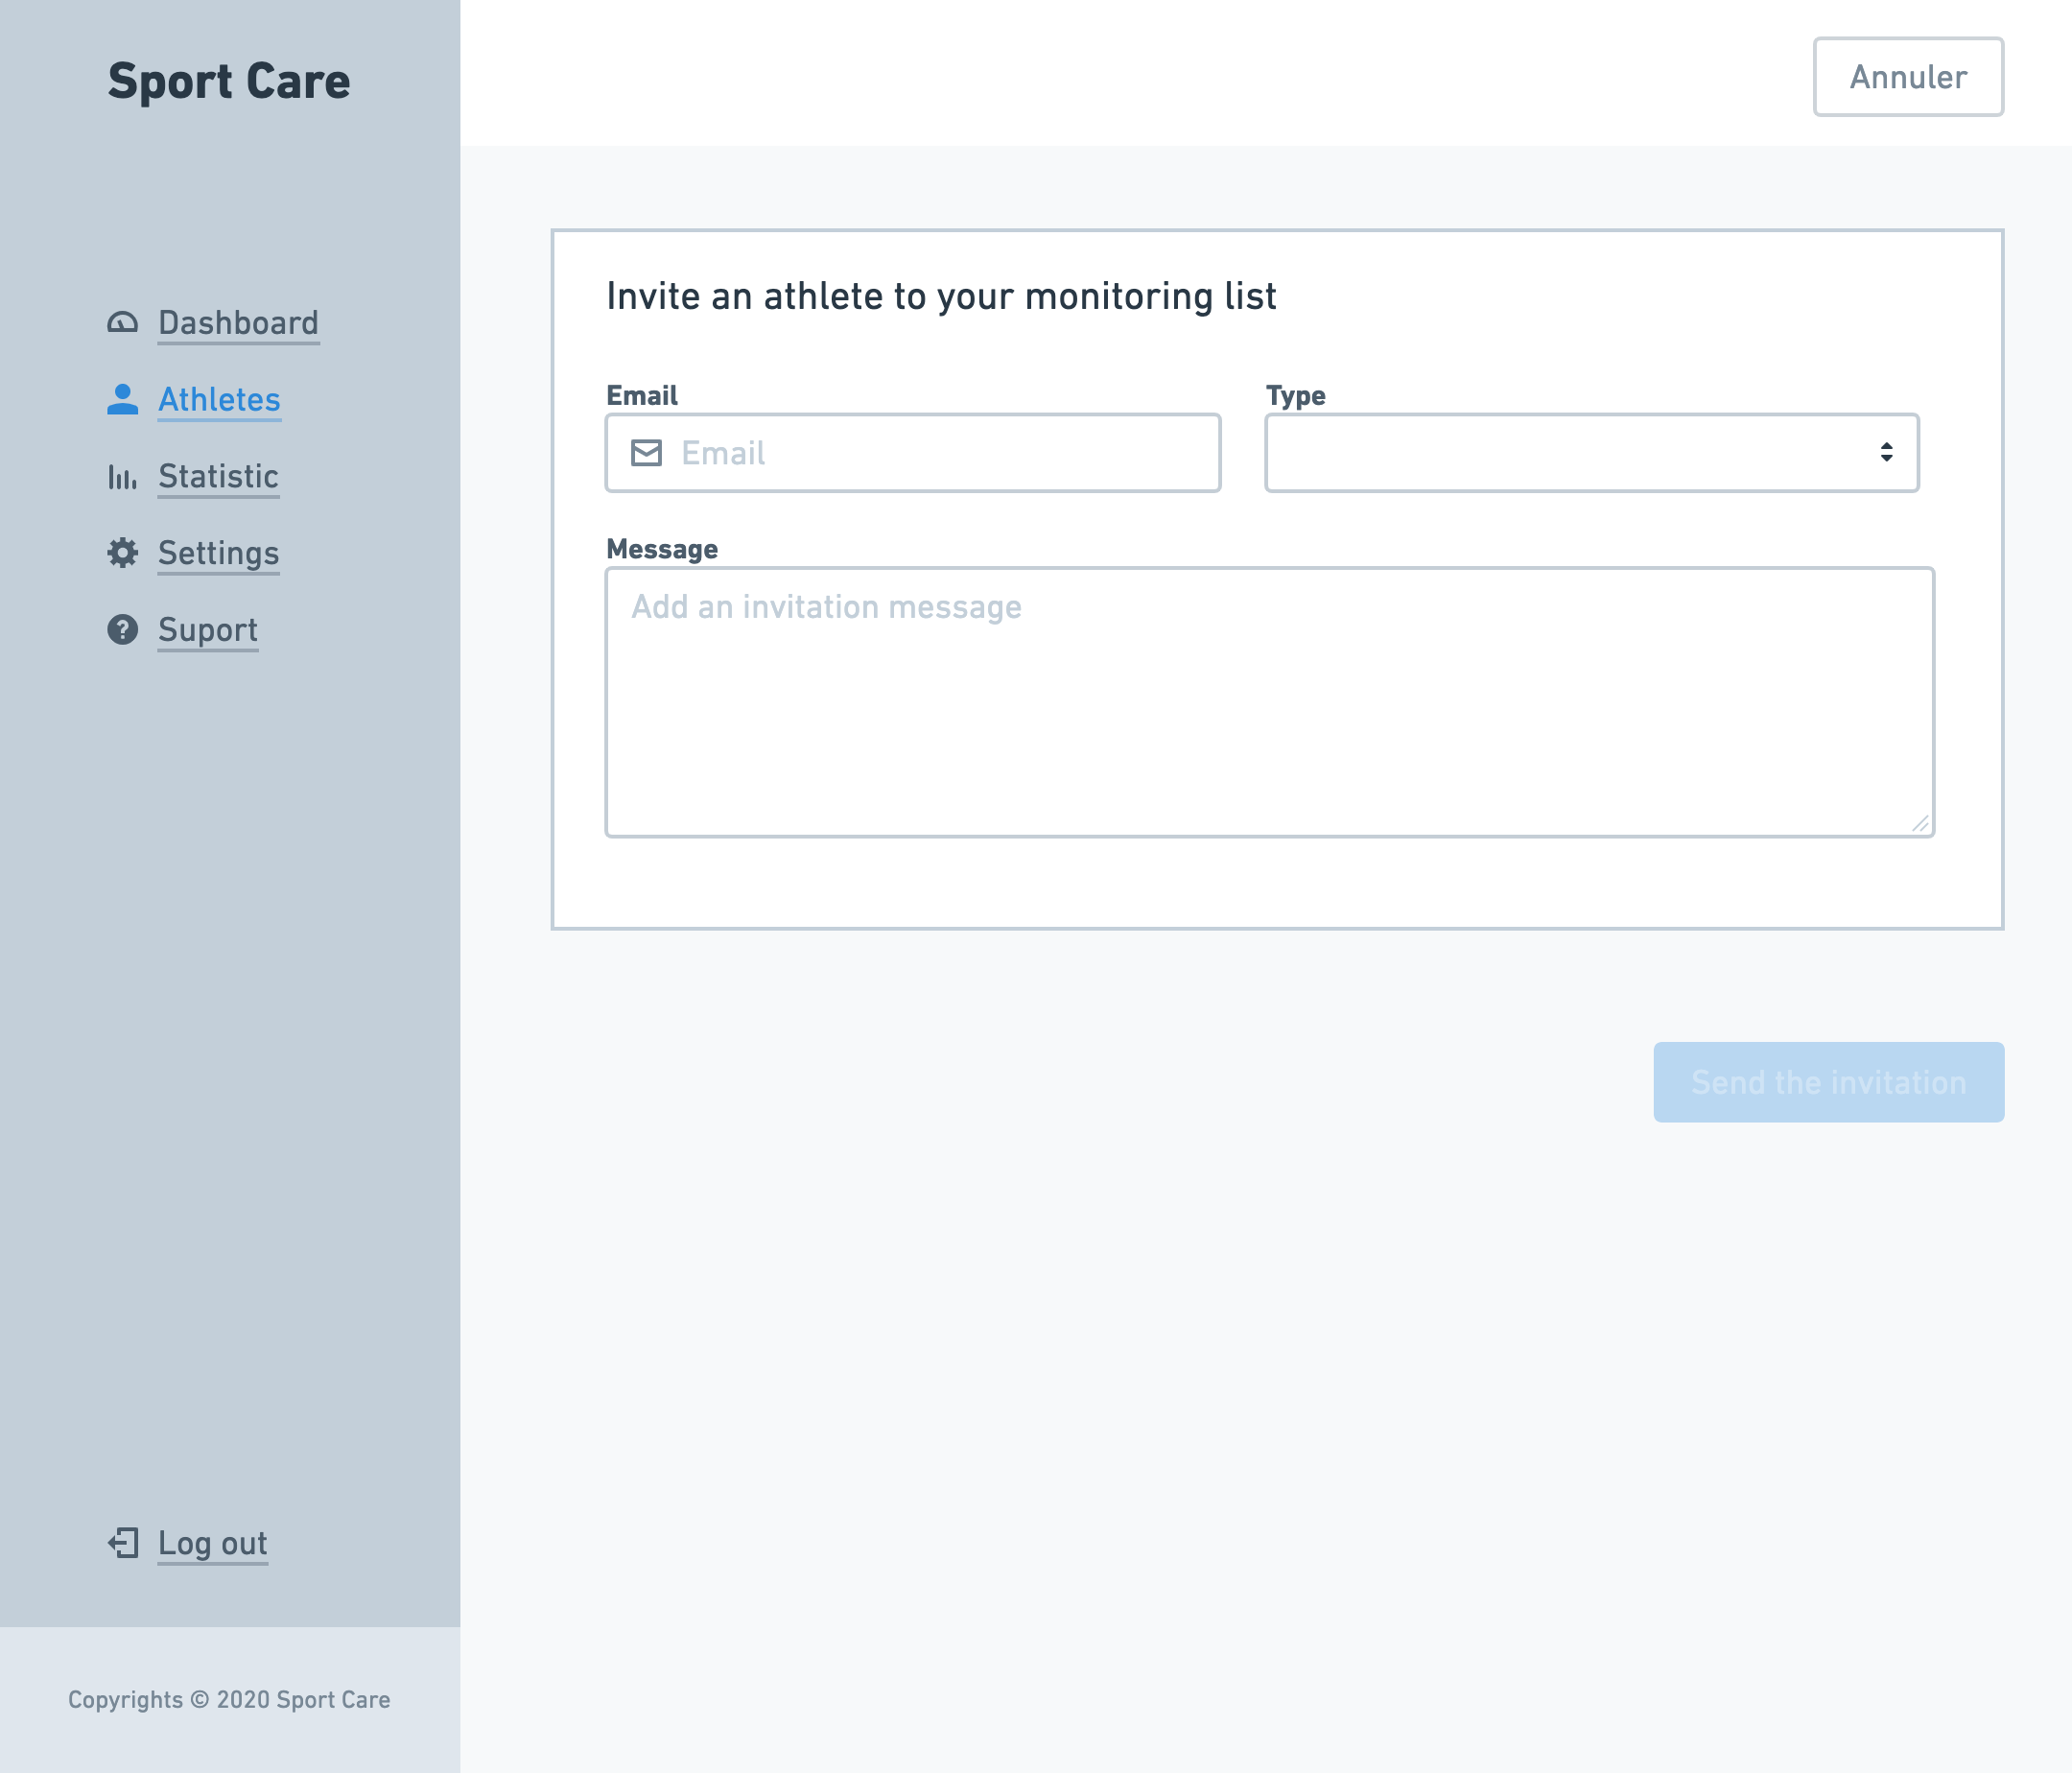 Sport Care
Annuler
Dashboard
Athletes
Statistic
Settings
Suport
Invite an athlete to your monitoring list
Email
Type
Email
Message
Add an invitation message
Send the invitation
Log out
Copyrights © 2020 Sport Care